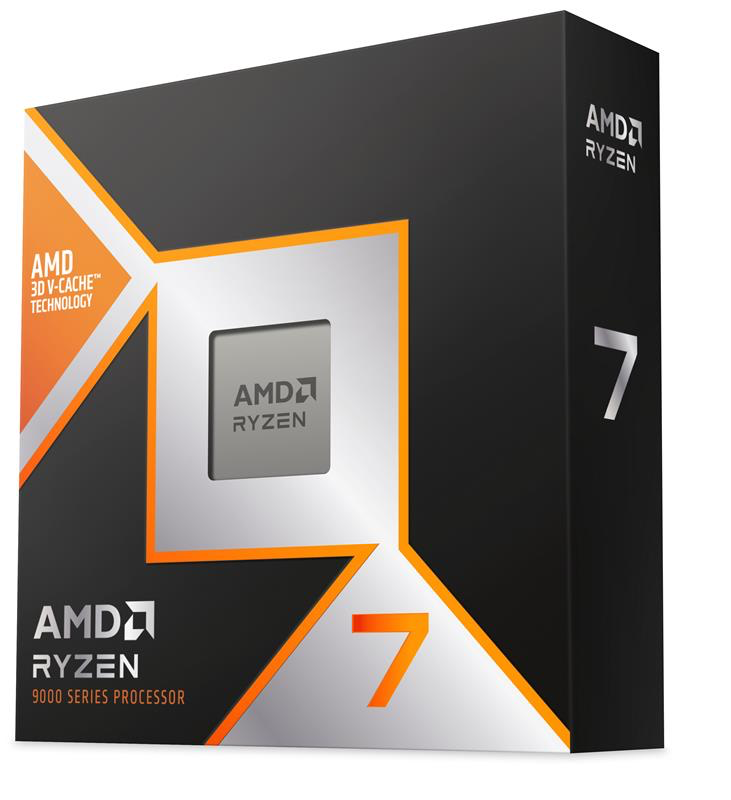 AMD
3D V-CACHE™
TECHNOLOGY
AMD
RYZEN
AMD
RYZEN
9000 SERIES PROCESSOR
7
AMD
RYZEN
7